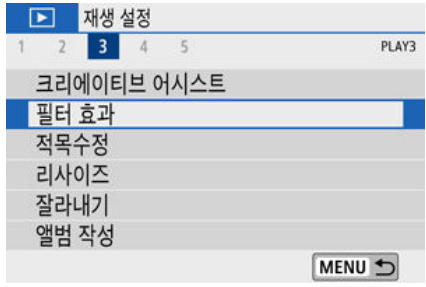 재생 설정
1 2 3 4 5 PLAY3
크리에이티브 어시스트
필터 효과
적목수정
리사이즈
잘라내기
앨범 작성
MENU